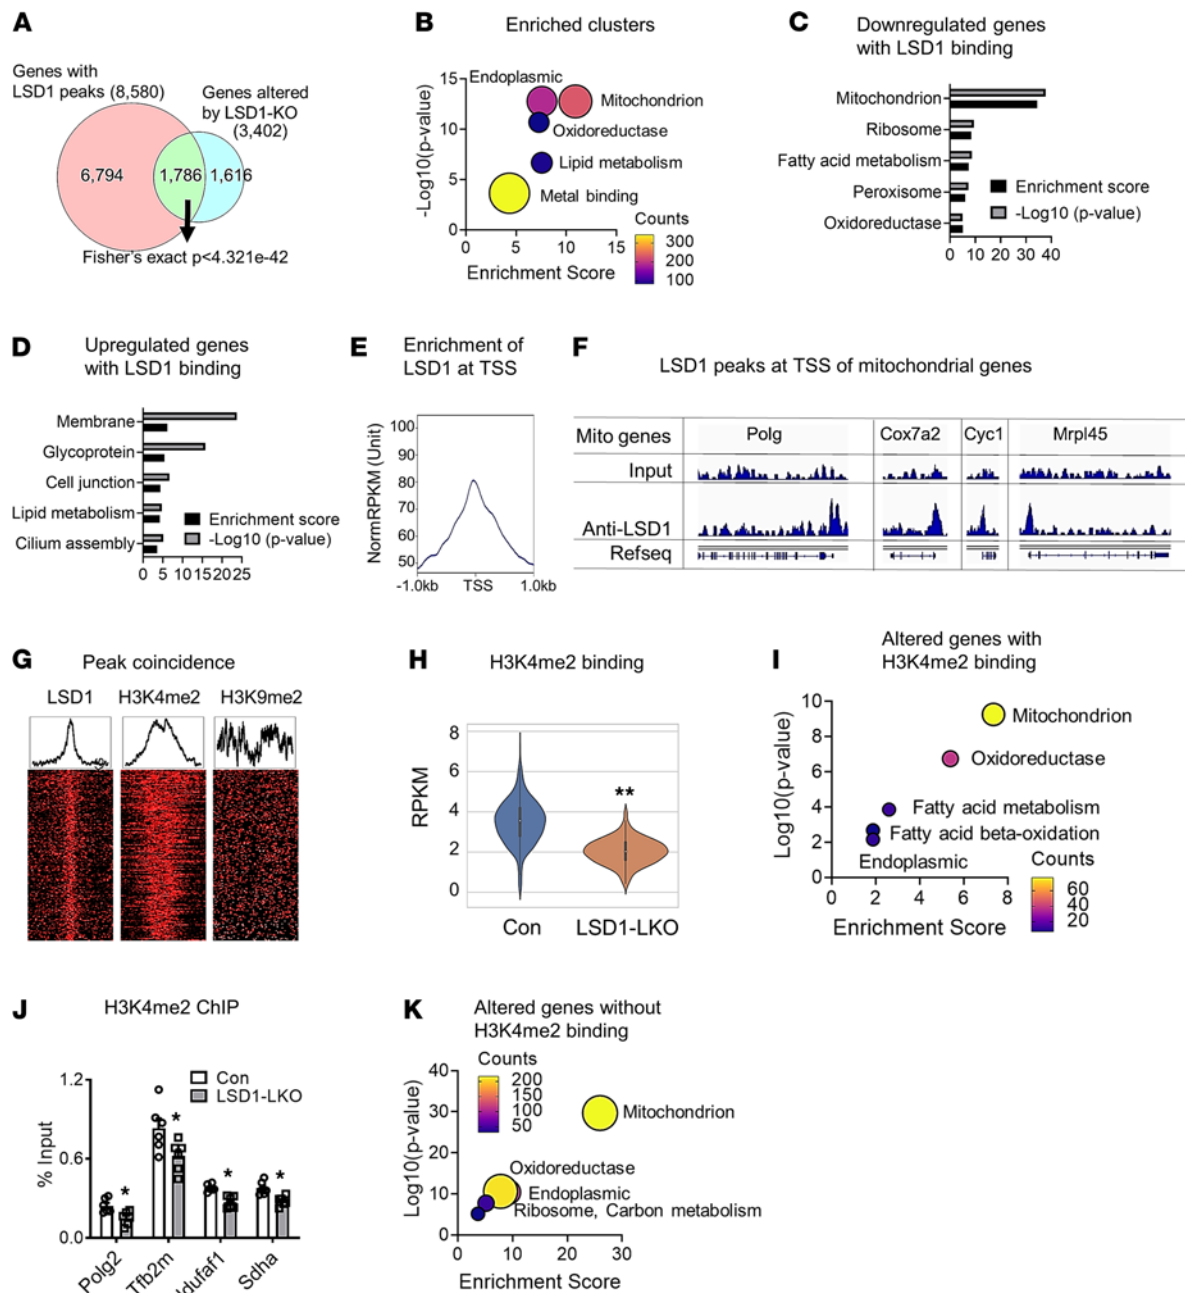 A
Genes with
LSD1 peaks (8,580)
Genes altered
by LSD1-KO
(3,402)
6,794
1,786
1,616
Fisher's exact p<4.321e-42
B
Enriched clusters
-Log10(p-value)
15
10
5
0
0 5 10 15
Enrichment Score
Endoplasmic
Mitochondrion
Oxidoreductase
Lipid metabolism
Metal binding
Counts
300
200
100
C
Downregulated genes
with LSD1 binding
Mitochondrion
Ribosome
Fatty acid metabolism
Peroxisome
Oxidoreductase
Enrichment score
-Log10 (p-value)
0 10 20 30 40
D
Upregulated genes
with LSD1 binding
Membrane
Glycoprotein
Cell junction
Lipid metabolism
Cilium assembly
Enrichment score
-Log10 (p-value)
0 5 10 15 20 25
E
Enrichment of
LSD1 at TSS
NormRPKM (Unit)
100
90
80
70
60
50
-1.0kb TSS 1.0kb
F
LSD1 peaks at TSS of mitochondrial genes
Mito genes Polg Cox7a2 Cyc1 Mrpl45
Input
Anti-LSD1
Refseq
G
Peak coincidence
LSD1 H3K4me2 H3K9me2
H
H3K4me2 binding
RPKM
8
6
4
2
0
**
Con LSD1-LKO
I
Altered genes with
H3K4me2 binding
Log10(p-value)
10
8
6
4
2
0
0 2 4 6 8
Enrichment Score
Mitochondrion
Oxidoreductase
Fatty acid metabolism
Fatty acid beta-oxidation
Endoplasmic
Counts
60
40
20
J
H3K4me2 ChIP
% Input
1.2
0.6
0.0
Con
LSD1-LKO
* * * *
Polg2 Tfb2m dufaf1 Sdha
K
Altered genes without
H3K4me2 binding
Counts
200
150
100
50
Log10(p-value)
40
30
20
10
0
0 10 20 30
Enrichment Score
Mitochondrion
Oxidoreductase
Endoplasmic
Ribosome, Carbon metabolism